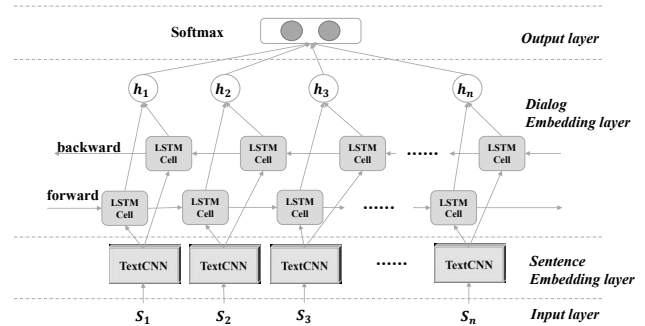 Softmax
Output layer
h₁ h₂ h₃ hₙ
Dialog
Embedding layer
backward
LSTM Cell LSTM Cell LSTM Cell ...... LSTM Cell
forward
LSTM Cell LSTM Cell LSTM Cell ...... LSTM Cell
TextCNN TextCNN TextCNN ...... TextCNN
Sentence
Embedding layer
S₁ S₂ S₃ Sₙ
Input layer